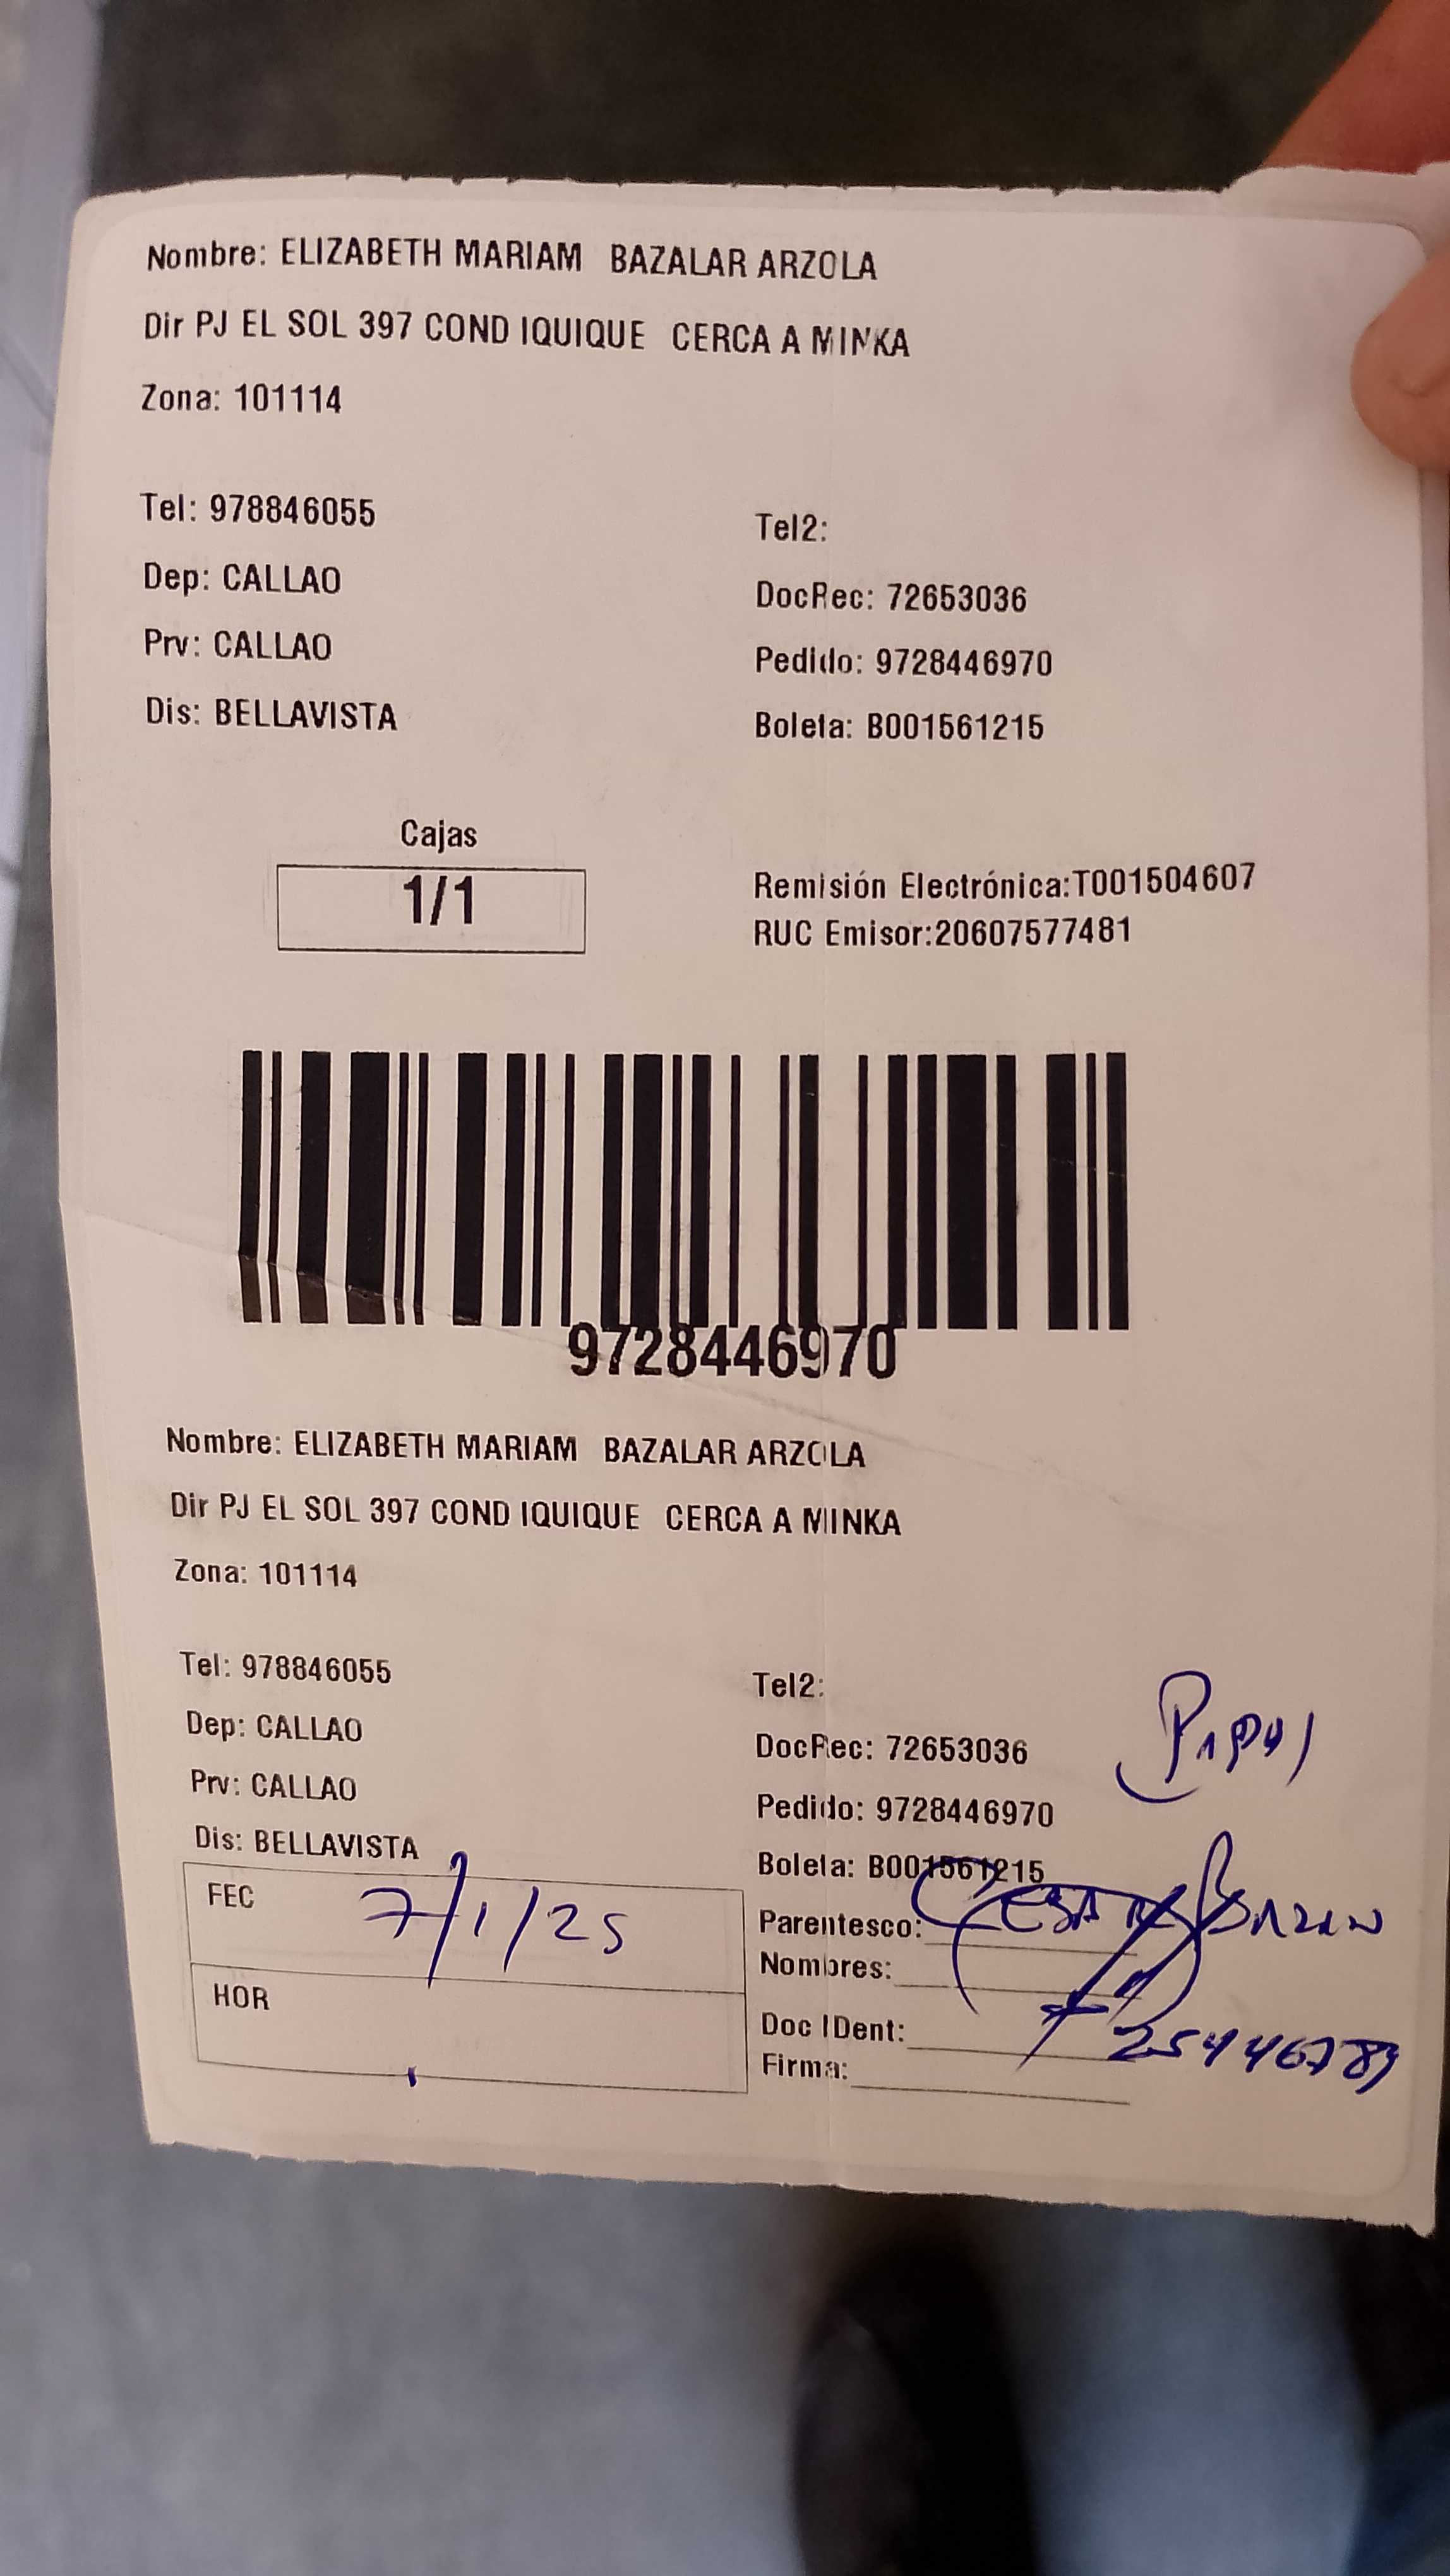 Nombre: ELIZABETH MARIAM BAZALAR ARZOLA
Dir PJ EL SOL 397 COND IQUIQUE CERCA A MINKA
Zona: 101114
Tel: 978846055
Tel2:
Dep: CALLAO
DocRec: 72653036
Prv: CALLAO
Pedido: 9728446970
Dis: BELLAVISTA
Boleta: B001561215
Cajas
1/1
Remisión Electrónica:T001504607
RUC Emisor:20607577481
9728446970
Nombre: ELIZABETH MARIAM BAZALAR ARZOLA
Dir PJ EL SOL 397 COND IQUIQUE CERCA A MINKA
Zona: 101114
Tel: 978846055
Tel2:
Dep: CALLAO
DocRec: 72653036
Prv: CALLAO
Pedido: 9728446970
Dis: BELLAVISTA
Boleta: B001561215
FEC 7/1/25
HOR
Parentesco: CESAR
Nombres:
Doc IDent: 25446789
Firma: